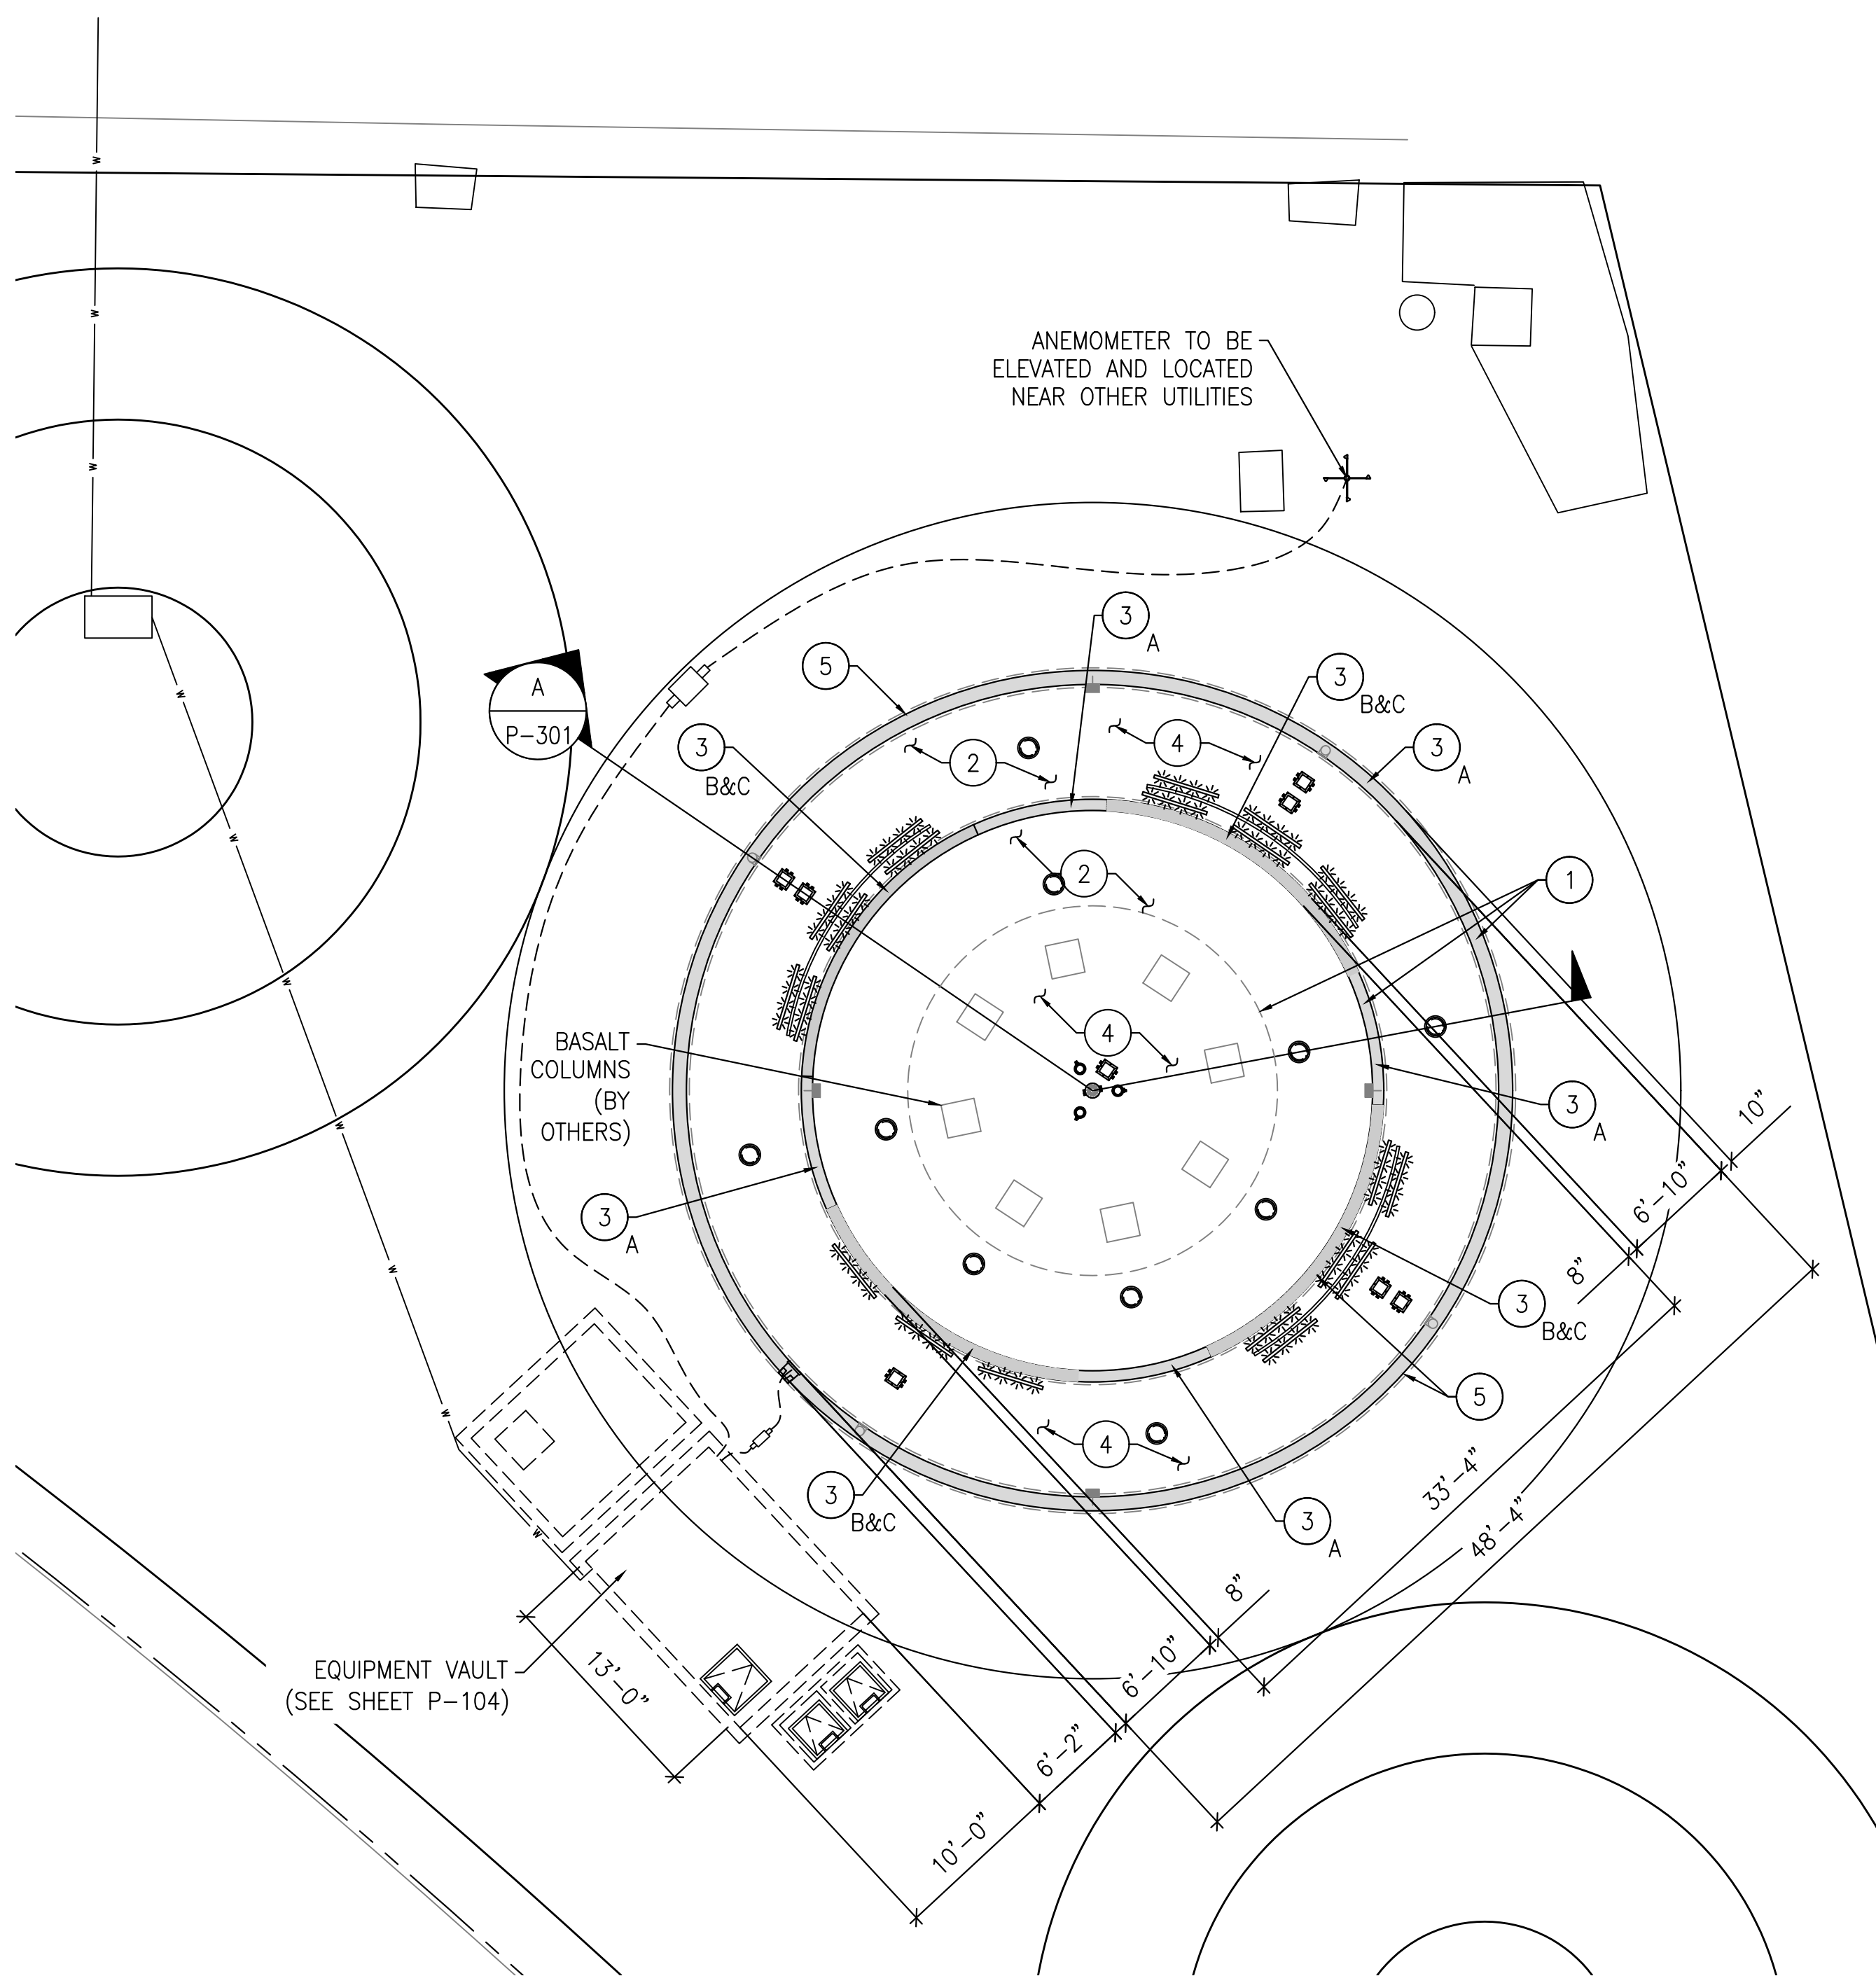 W
W
W
ANEMOMETER TO BE
ELEVATED AND LOCATED
NEAR OTHER UTILITIES
3
A
5
3
B&C
A
P-301
W
3
B&C
2
4
3
A
W
2
1
W
4
BASALT
COLUMNS
(BY
OTHERS)
3
A
10"
W
3
A
6'-10"
W
8"
3
B&C
5
W
4
3
B&C
3
A
33'-4"
48'-4"
W
8"
EQUIPMENT VAULT
(SEE SHEET P-104)
13'-0"
6'-10"
6'-2"
10'-0"